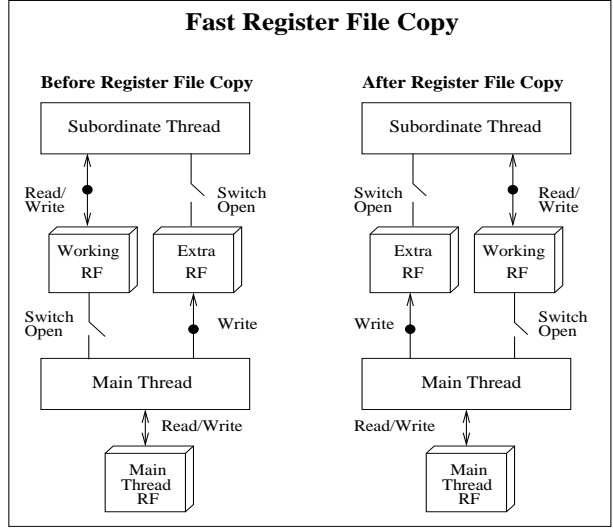 Fast Register File Copy
Before Register File Copy
Subordinate Thread
Read/
Write
Switch
Open
Working
RF
Extra
RF
Switch
Open
Write
Main Thread
Read/Write
Main
Thread
RF
After Register File Copy
Subordinate Thread
Switch
Open
Read/
Write
Extra
RF
Working
RF
Write
Switch
Open
Main Thread
Read/Write
Main
Thread
RF